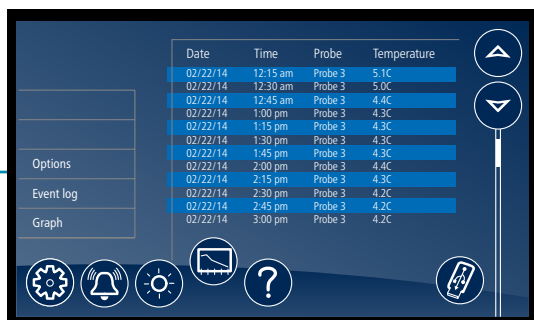 Date Time Probe Temperature
02/22/14 12:15 am Probe 3 5.1C
02/22/14 12:30 am Probe 3 5.0C
02/22/14 12:45 am Probe 3 4.4C
02/22/14 1:00 pm Probe 3 4.3C
02/22/14 1:15 pm Probe 3 4.3C
02/22/14 1:30 pm Probe 3 4.3C
02/22/14 1:45 pm Probe 3 4.3C
02/22/14 2:00 pm Probe 3 4.4C
02/22/14 2:15 pm Probe 3 4.3C
02/22/14 2:30 pm Probe 3 4.2C
02/22/14 2:45 pm Probe 3 4.2C
02/22/14 3:00 pm Probe 3 4.2C
Options
Event log
Graph
?